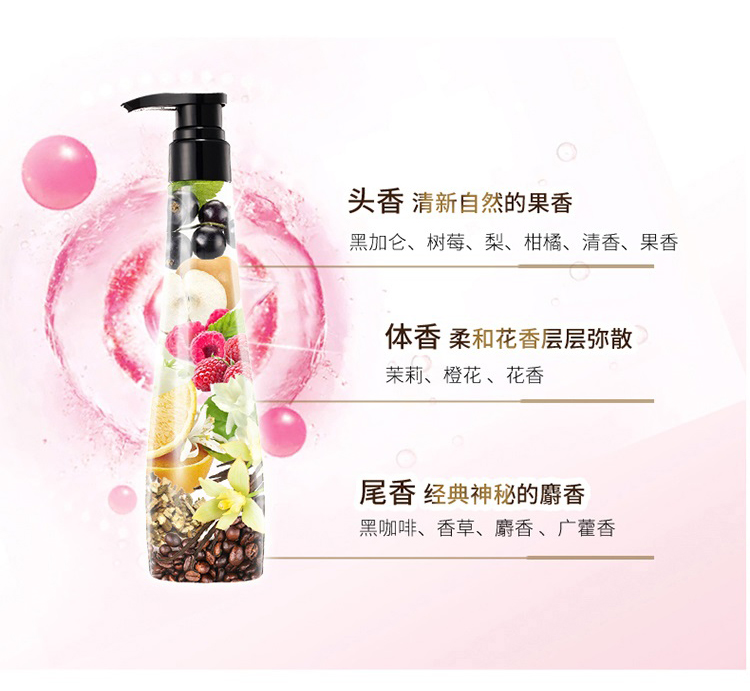 头香 清新自然的果香
黑加仑、树莓、梨、柑橘、清香、果香
体香 柔和花香层层弥散
茉莉、橙花 、花香
尾香 经典神秘的麝香
黑咖啡、香草、麝香 、广藿香